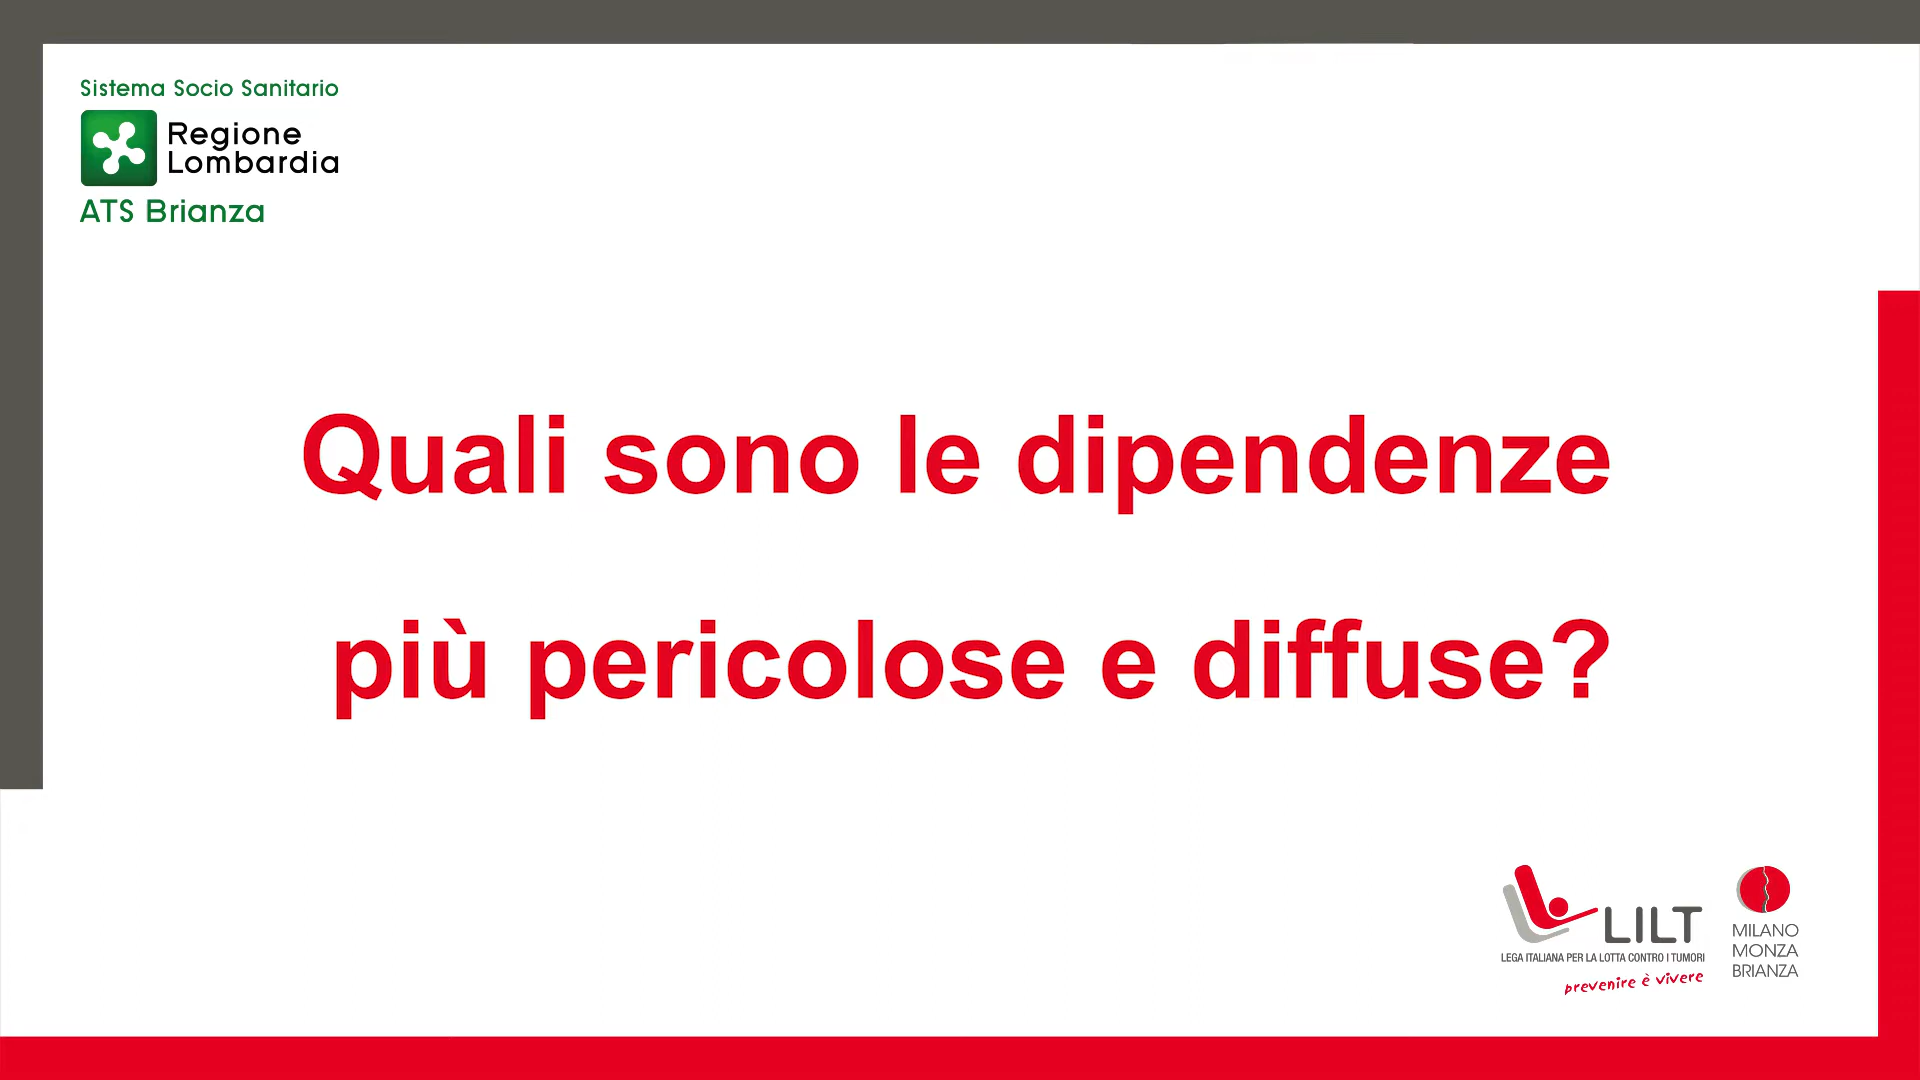 Sistema Socio Sanitario
Regione
Lombardia
ATS Brianza
Quali sono le dipendenze
più pericolose e diffuse?
LILT
LEGA ITALIANA PER LA LOTTA CONTRO I TUMORI
prevenire è vivere
MILANO
MONZA
BRIANZA